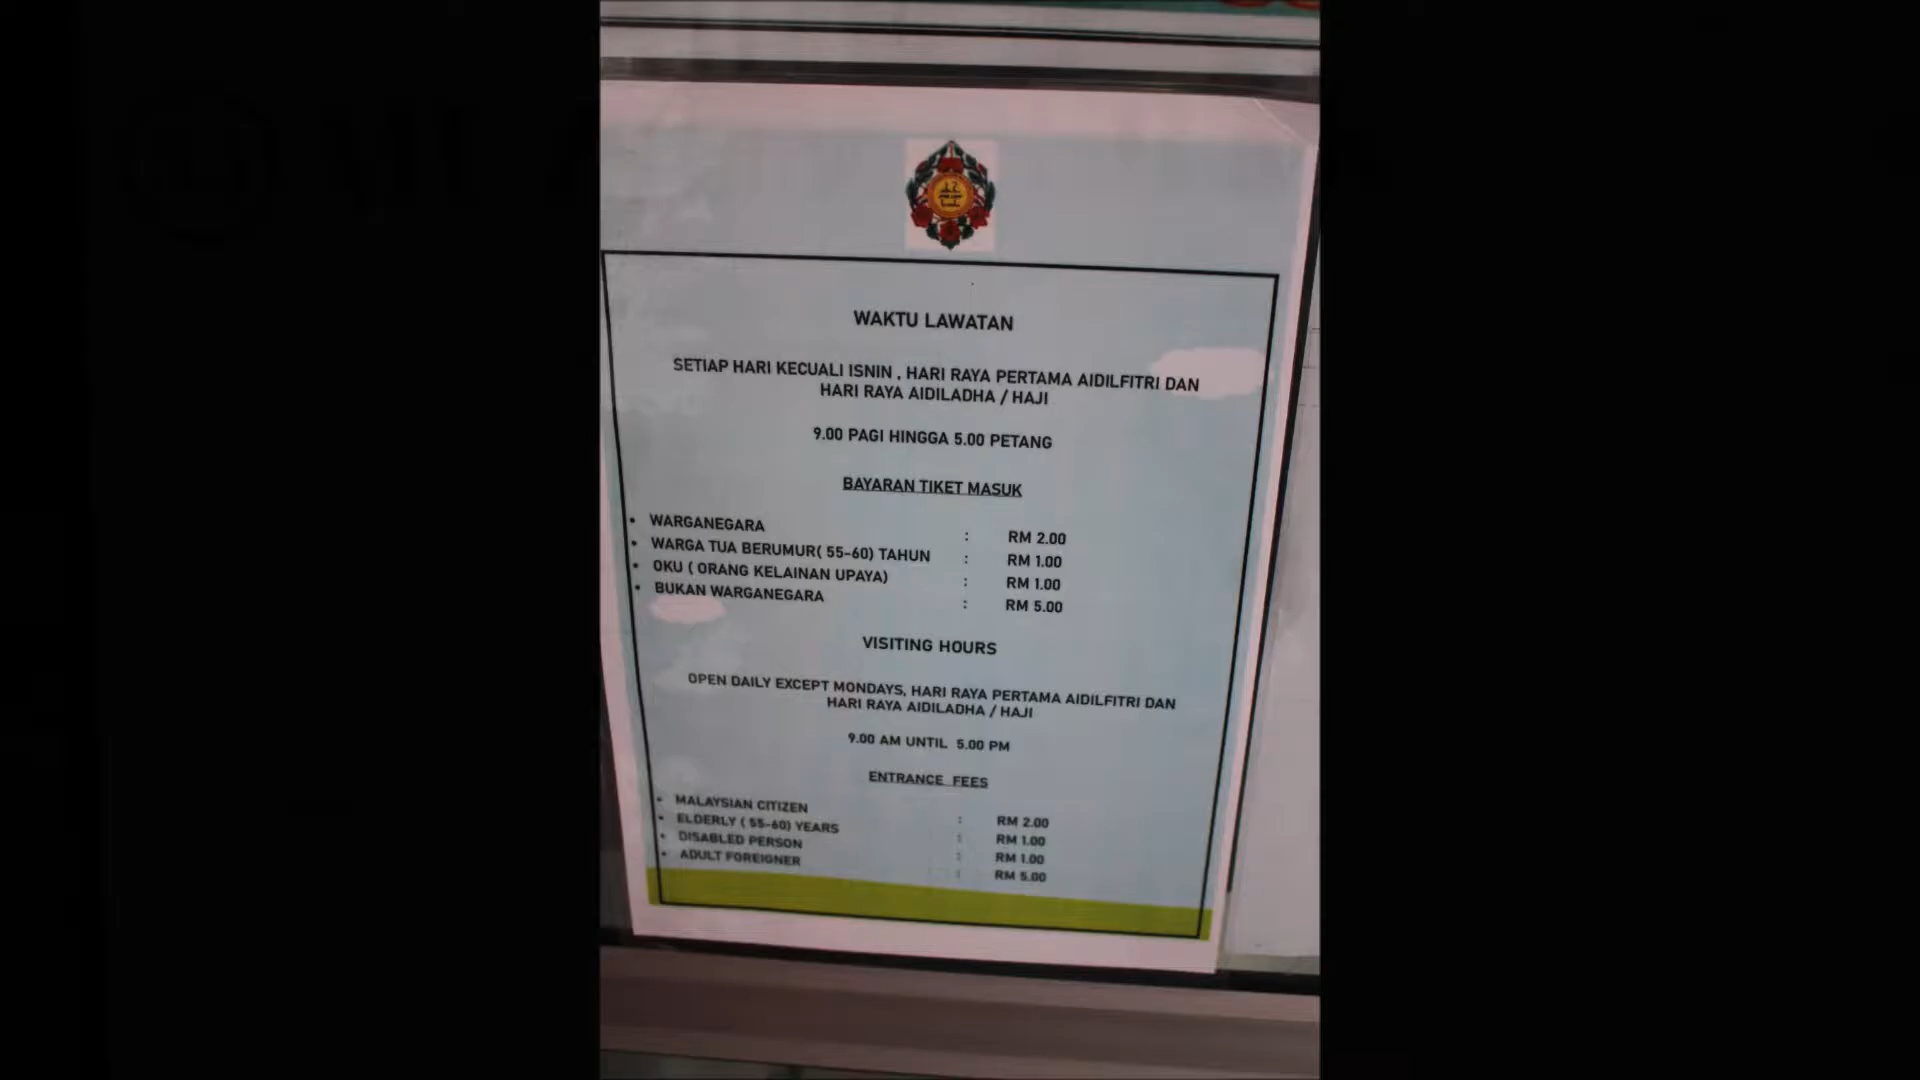 WAKTU LAWATAN
SETIAP HARI KECUALI ISNIN , HARI RAYA PERTAMA AIDILFITRI DAN
HARI RAYA AIDILADHA / HAJI
9.00 PAGI HINGGA 5.00 PETANG
BAYARAN TIKET MASUK
• WARGANEGARA : RM 2.00
• WARGA TUA BERUMUR( 55-60) TAHUN : RM 1.00
• OKU ( ORANG KELAINAN UPAYA) : RM 1.00
• BUKAN WARGANEGARA : RM 5.00
VISITING HOURS
OPEN DAILY EXCEPT MONDAYS, HARI RAYA PERTAMA AIDILFITRI DAN
HARI RAYA AIDILADHA / HAJI
9.00 AM UNTIL 5.00 PM
ENTRANCE FEES
• MALAYSIAN CITIZEN : RM 2.00
• ELDERLY ( 55-60) YEARS : RM 1.00
• DISABLED PERSON : RM 1.00
• ADULT FOREIGNER : RM 5.00